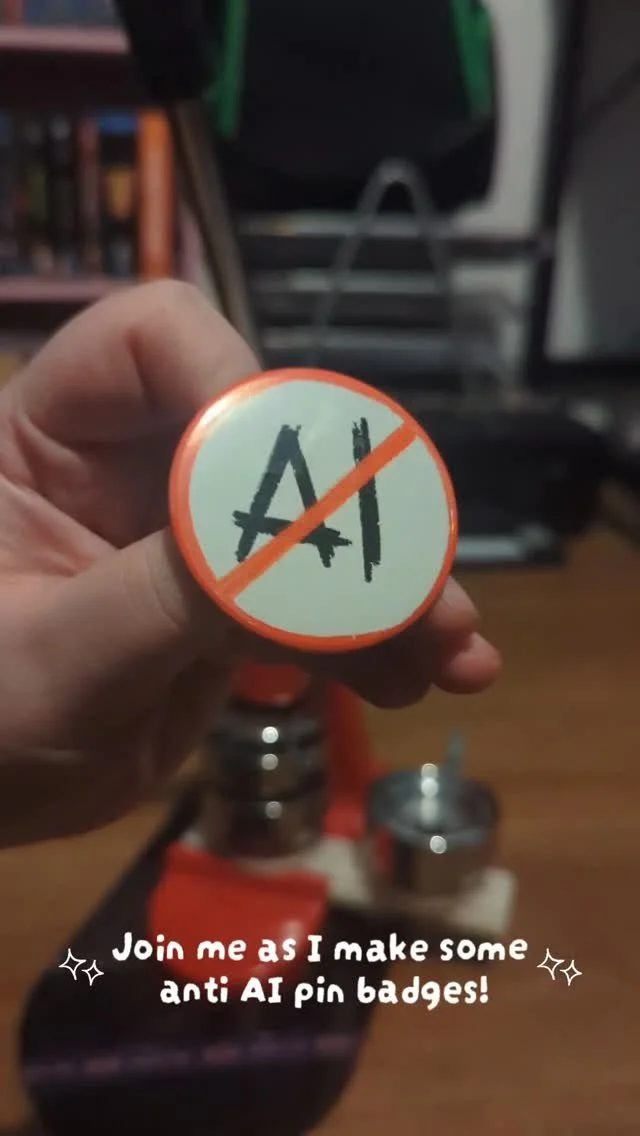 AI
Join me as I make some
anti AI pin badges!